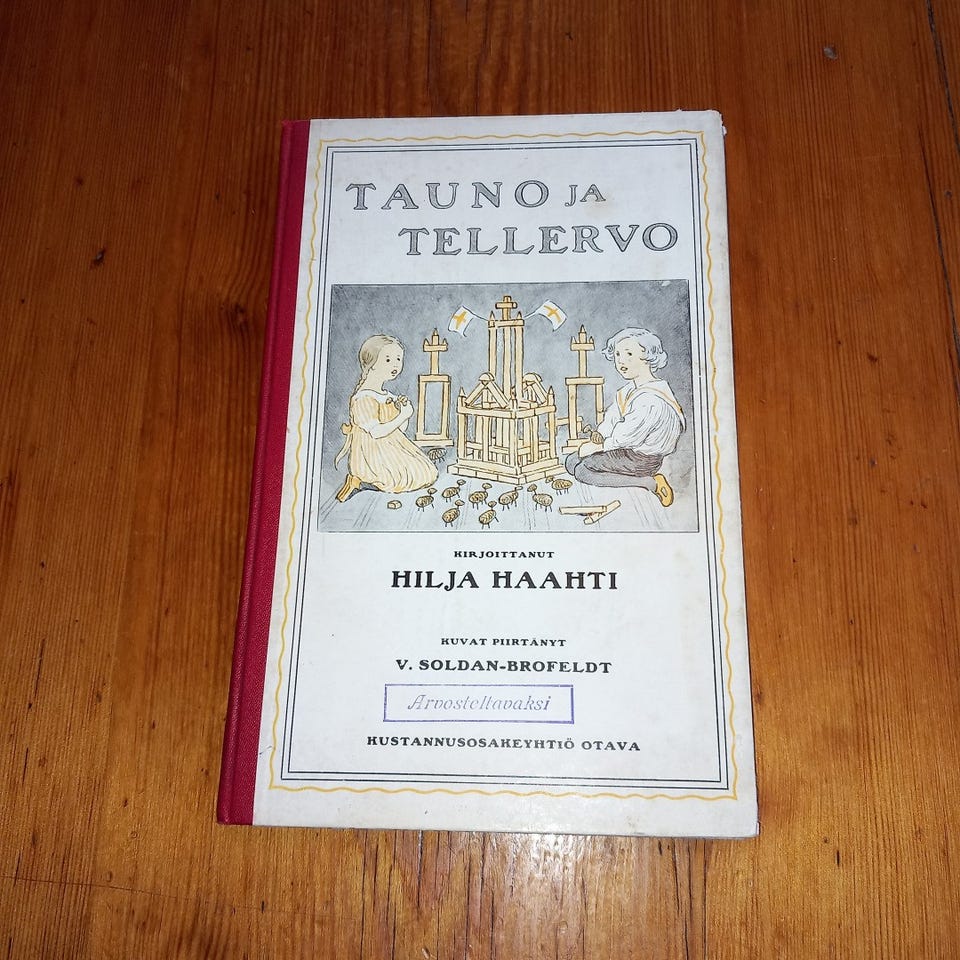 TAUNO JA
TELLERVO
KIRJOITTANUT
HILJA HAAHTI
KUVAT PIIRTÄNYT
V. SOLDAN-BROFELDT
Arvosteltavaksi
KUSTANNUSOSAKEYHTIÖ OTAVA